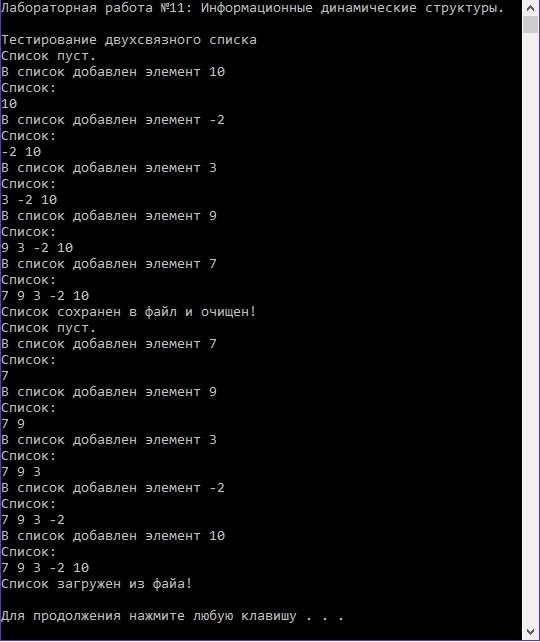 Лабораторная работа №11: Информационные динамические структуры.
Тестирование двухсвязного списка
Список пуст.
В список добавлен элемент 10
Список:
10
В список добавлен элемент -2
Список:
-2 10
В список добавлен элемент 3
Список:
3 -2 10
В список добавлен элемент 9
Список:
9 3 -2 10
В список добавлен элемент 7
Список:
7 9 3 -2 10
Список сохранен в файл и очищен!
Список пуст.
В список добавлен элемент 7
Список:
7
В список добавлен элемент 9
Список:
7 9
В список добавлен элемент 3
Список:
7 9 3
В список добавлен элемент -2
Список:
7 9 3 -2
В список добавлен элемент 10
Список:
7 9 3 -2 10
Список загружен из файа!
Для продолжения нажмите любую клавишу . . .